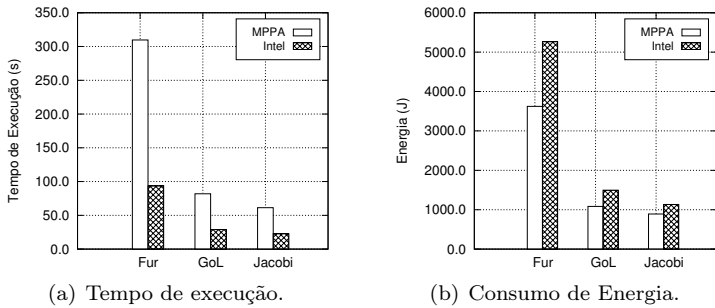 350.0
300.0
250.0
200.0
150.0
100.0
50.0
0.0
Tempo de Execução (s)
MPPA
Intel
Fur GoL Jacobi
(a) Tempo de execução.
6000.0
5000.0
4000.0
3000.0
2000.0
1000.0
0.0
Energia (J)
MPPA
Intel
Fur GoL Jacobi
(b) Consumo de Energia.